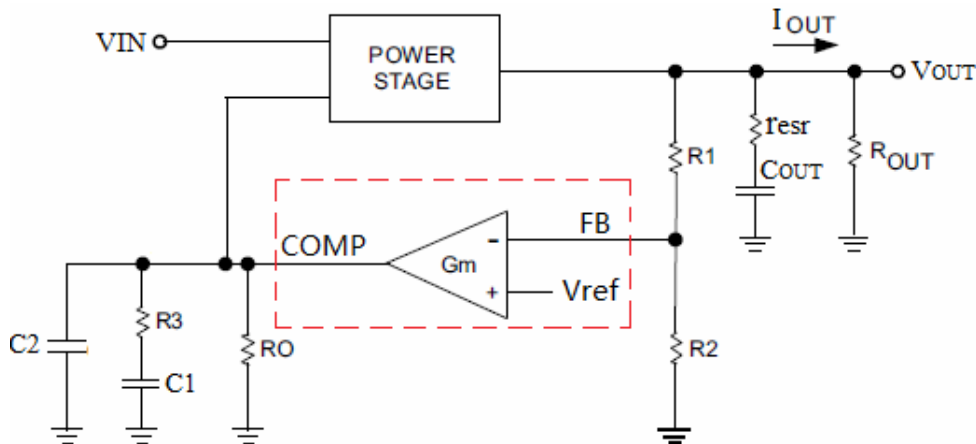 VIN
POWER
STAGE
IOUT
VOUT
R1
resr
COUT
ROUT
COMP
FB
Gm
-
+
Vref
C2
R3
C1
RO
R2